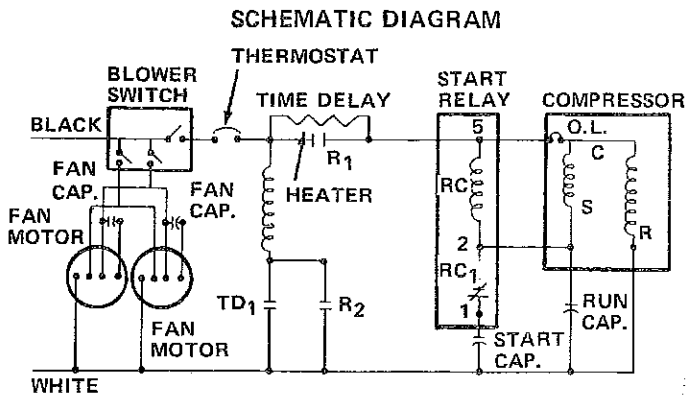 SCHEMATIC DIAGRAM
THERMOSTAT
BLOWER
SWITCH
TIME DELAY
START
RELAY
COMPRESSOR
BLACK
5
O.L.
C
R1
HEATER
RC
FAN
CAP.
FAN
CAP.
S
R
FAN
MOTOR
2
RC1
TD1
R2
1
RUN
CAP.
FAN
MOTOR
START
CAP.
WHITE